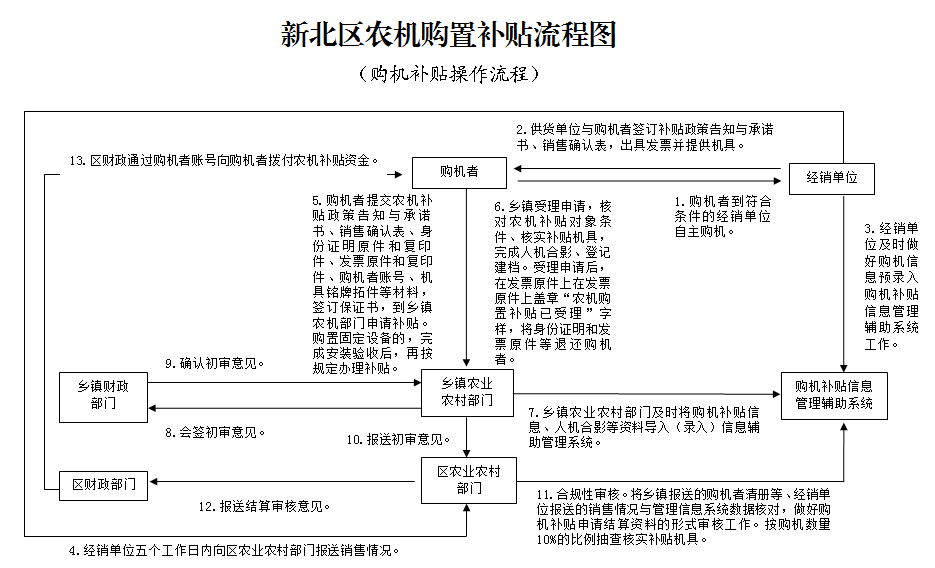 新北区农机购置补贴流程图
（购机补贴操作流程）
2.供货单位与购机者签订补贴政策告知与承诺
书、销售确认表，出具发票并提供机具。
13.区财政通过购机者账号向购机者拨付农机补贴资金。
购机者
经销单位
1.购机者到符合
条件的经销单位
自主购机。
5.购机者提交农机补
贴政策告知与承诺
书、销售确认表、身
份证明原件和复印
件、发票原件和复印
件、购机者账号、机
具铭牌拓件等材料，
签订保证书，到乡镇
农机部门申请补贴。
购置固定设备的，完
成安装验收后，再按
规定办理补贴。
6.乡镇受理申请，核
对农机补贴对象条
件、核实补贴机具，
完成人机合影、登记
建档。受理申请后，
在发票原件上在发票
原件上盖章“农机购
置补贴已受理”字
样，将身份证明和发
票原件等退还购机
者。
3.经销单
位及时做
好购机信
息预录入
购机补贴
信息管理
辅助系统
工作。
9.确认初审意见。
乡镇财政
部门
乡镇农业
农村部门
购机补贴信息
管理辅助系统
8.会签初审意见。
7.乡镇农业农村部门及时将购机补贴信
息、人机合影等资料导入（录入）信息辅
助管理系统。
10.报送初审意见。
区财政部门
区农业农村
部门
12.报送结算审核意见。
11.合规性审核。将乡镇报送的购机者清册等、经销单
位报送的销售情况与管理信息系统数据核对，做好购
机补贴申请结算资料的形式审核工作。按购机数量
10%的比例抽查核实补贴机具。
4.经销单位五个工作日内向区农业农村部门报送销售情况。